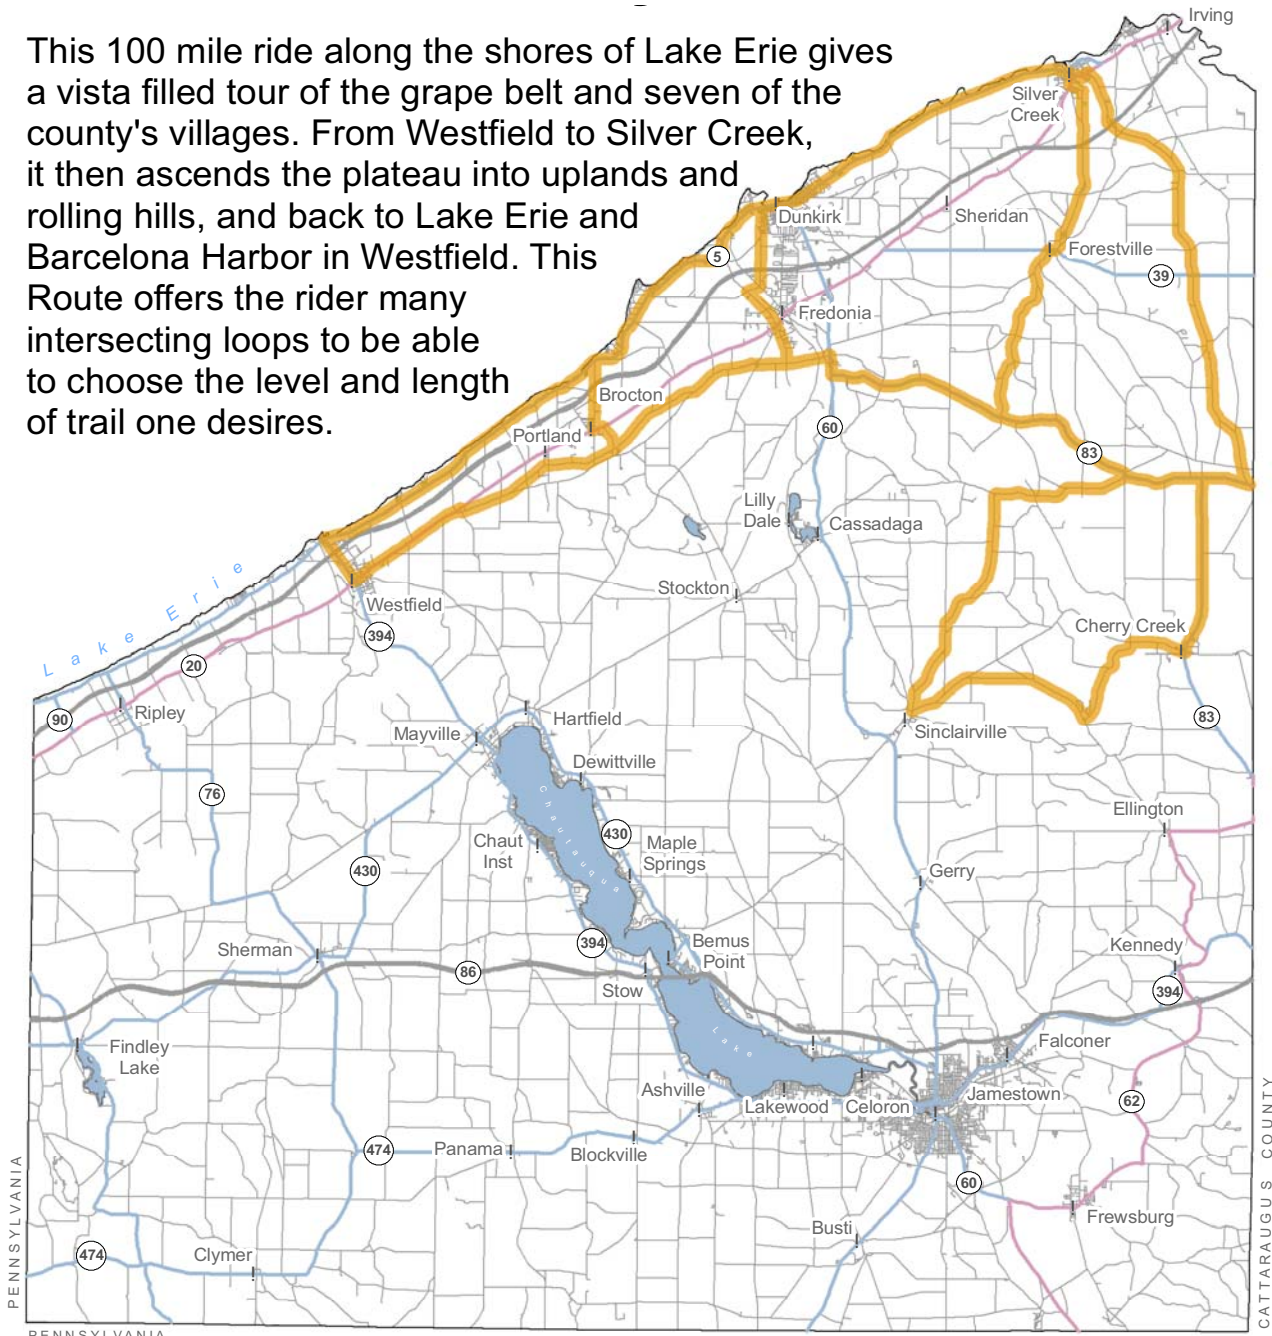 This 100 mile ride along the shores of Lake Erie gives
a vista filled tour of the grape belt and seven of the
county's villages. From Westfield to Silver Creek,
it then ascends the plateau into uplands and
rolling hills, and back to Lake Erie and
Barcelona Harbor in Westfield. This
Route offers the rider many
intersecting loops to be able
to choose the level and length
of trail one desires.
Irving
Silver
Creek
Dunkirk
Sheridan
5
Forestville
39
Fredonia
Brocton
Portland
60
83
Lilly
Dale
Cassadaga
Lake Erie
Stockton
Westfield
394
Cherry Creek
20
90
Ripley
Hartfield
Mayville
Sinclairville
83
Dewittville
76
Chautauqua
Ellington
Chaut
Inst
430
Maple
Springs
430
Gerry
Sherman
394
Bemus
Point
Kennedy
86
Stow
394
Lake
Findley
Lake
Falconer
Ashville
Lakewood
Celoron
Jamestown
62
474
Panama
Blockville
60
Busti
Frewsburg
474
Clymer
PENNSYLVANIA
CATTARAUGUS COUNTY
PENNSYLVANIA